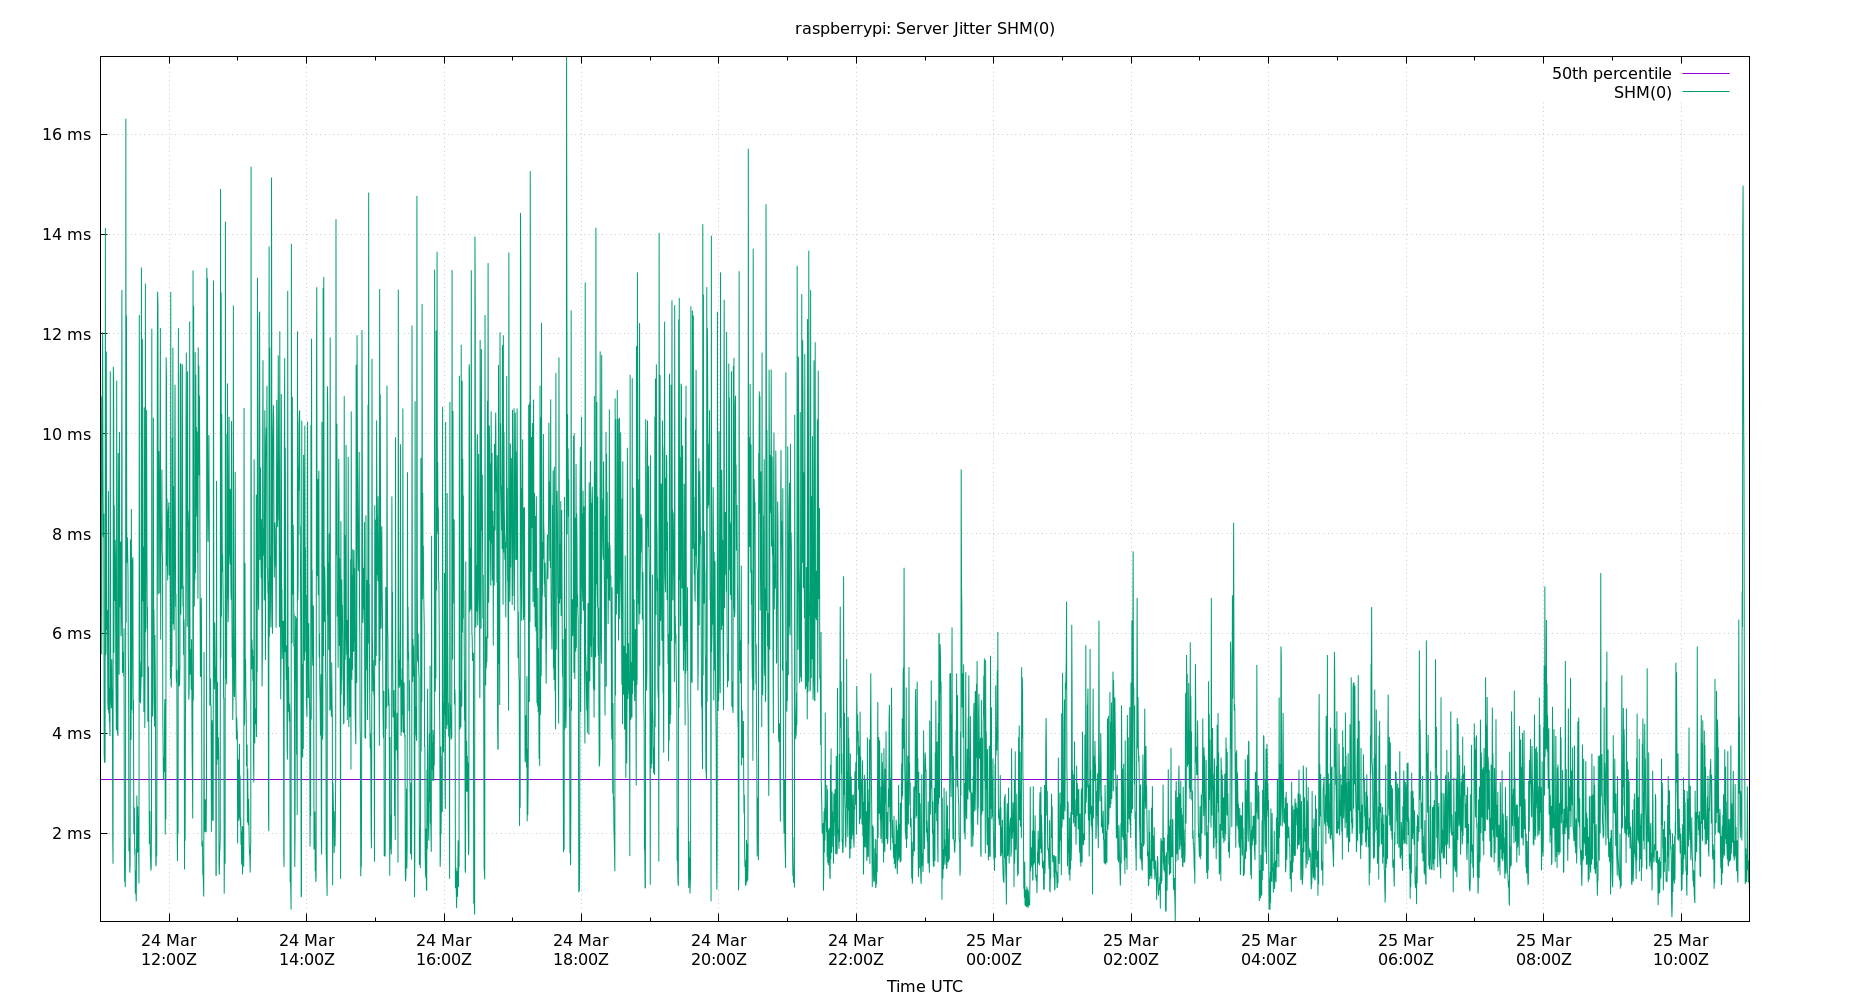 raspberrypi: Server Jitter SHM(0)
50th percentile
SHM(0)
16 ms
14 ms
12 ms
10 ms
8 ms
6 ms
4 ms
2 ms
24 Mar 24 Mar 24 Mar 24 Mar 24 Mar 24 Mar 25 Mar 25 Mar 25 Mar 25 Mar 25 Mar 25 Mar
12:00Z 14:00Z 16:00Z 18:00Z 20:00Z 22:00Z 00:00Z 02:00Z 04:00Z 06:00Z 08:00Z 10:00Z
Time UTC